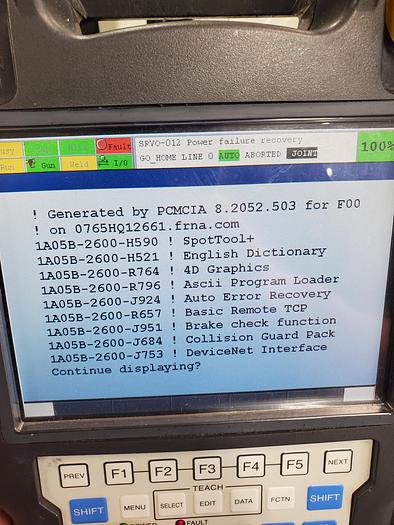 Busy
Fault
SRVO-012 Power failure recovery
Run
Gun
Weld
I/O
GO_HOME LINE 0 AUTO ABORTED JOINT
100%
! Generated by PCMCIA 8.2052.503 for F00
! on 0765HQ12661.frna.com
1A05B-2600-H590 ! SpotTool+
1A05B-2600-H521 ! English Dictionary
1A05B-2600-R764 ! 4D Graphics
1A05B-2600-R796 ! Ascii Program Loader
1A05B-2600-J924 ! Auto Error Recovery
1A05B-2600-R657 ! Basic Remote TCP
1A05B-2600-J951 ! Brake check function
1A05B-2600-J684 ! Collision Guard Pack
1A05B-2600-J753 ! DeviceNet Interface
Continue displaying?
PREV F1 F2 F3 F4 F5 NEXT
TEACH
SHIFT MENU SELECT EDIT DATA FCTN SHIFT
POWER FAULT